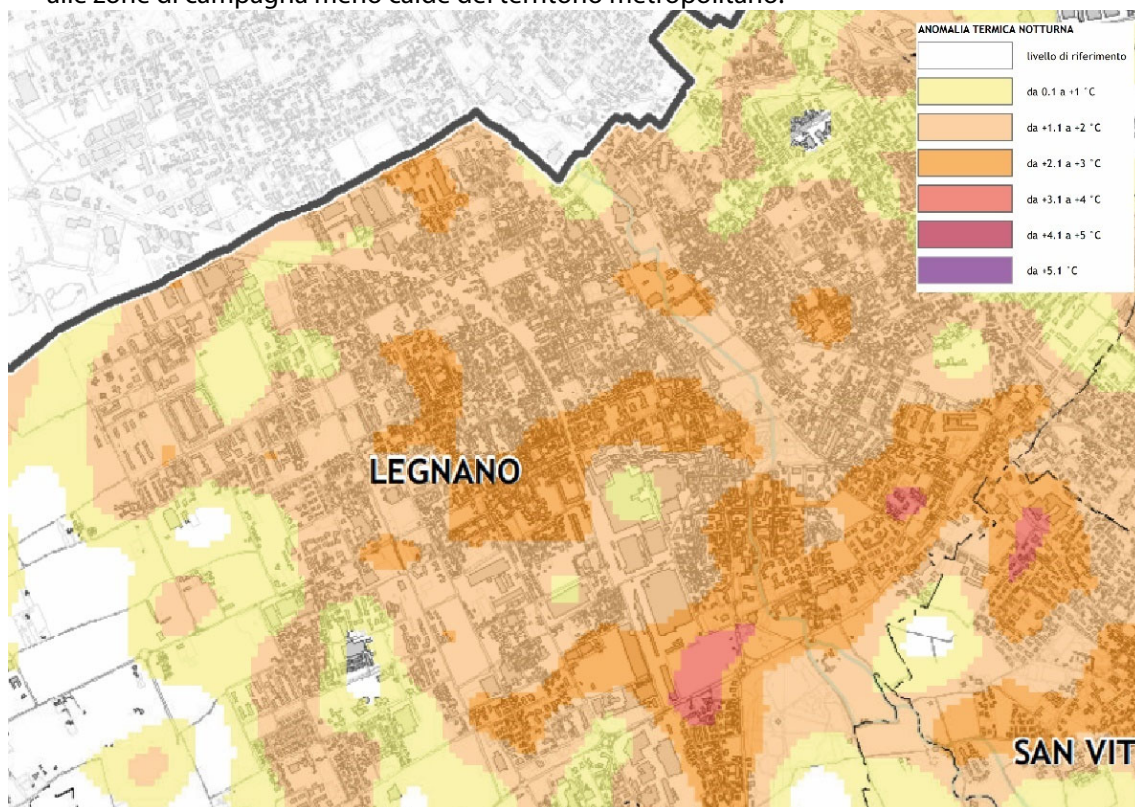 alle zone di campagna meno calde del territorio metropolitano.
ANOMALIA TERMICA NOTTURNA
livello di riferimento
da 0.1 a +1 °C
da +1.1 a +2 °C
da +2.1 a +3 °C
da +3.1 a +4 °C
da +4.1 a +5 °C
da +5.1 °C
LEGNANO
SAN VIT